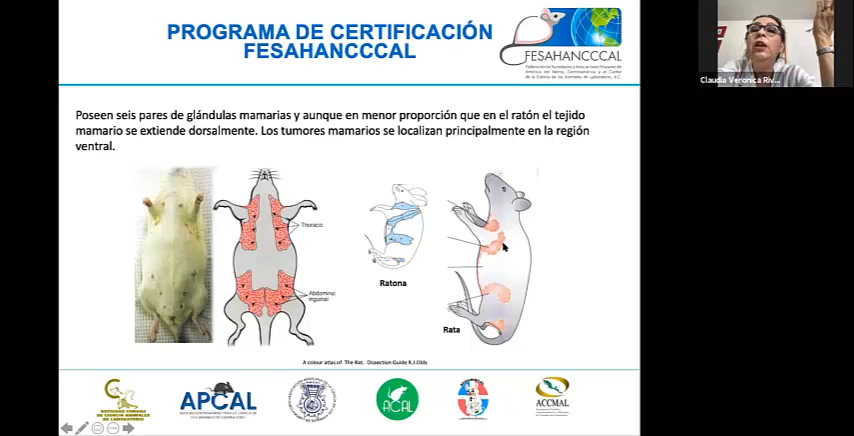 PROGRAMA DE CERTIFICACIÓN
FESAHANCCCAL
FESAHANCCCAL
Claudia Veronica Riv...
Poseen seis pares de glándulas mamarias y aunque en menor proporción que en el ratón el tejido
mamario se extiende dorsalmente. Los tumores mamarios se localizan principalmente en la región
ventral.
Thoracic
Abdominal
inguinal
Ratona
Rata
A colour atlas of The Rat. Dissection Guide R.J.Olds
APCAL
ACAL
ACCMAL